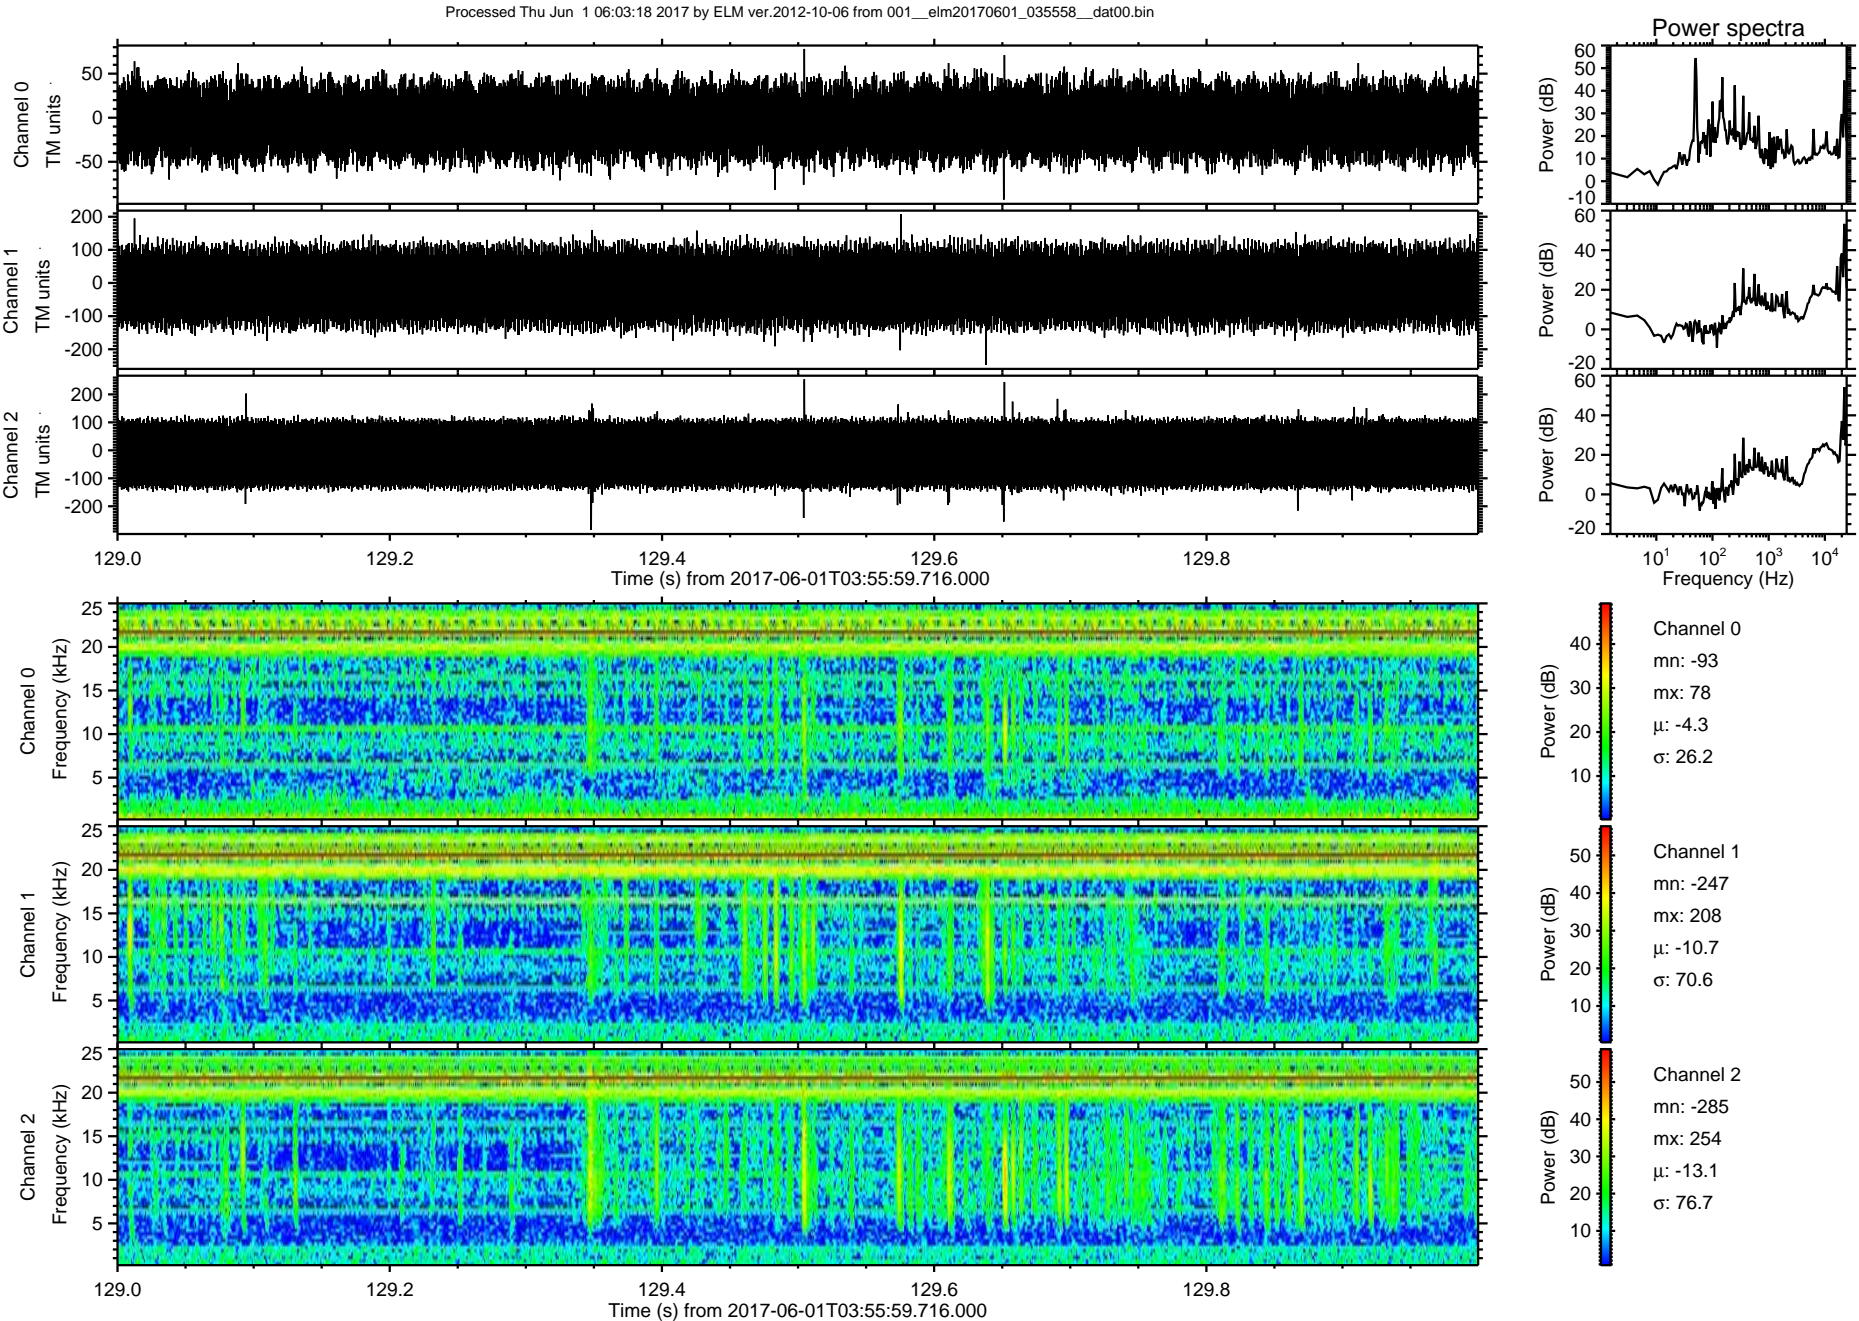 Processed Thu Jun  1 06:03:18 2017 by ELM ver.2012-10-06 from 001__elm20170601_035558__dat00.bin
Power spectra
Channel 0
TM units
50
0
-50
Power (dB)
60
50
40
30
20
10
0
-10
Channel 1
TM units
200
100
0
-100
-200
Power (dB)
60
40
20
0
-20
Channel 2
TM units
200
100
0
-100
-200
Power (dB)
60
40
20
0
-20
129.0 129.2 129.4 129.6 129.8
Time (s) from 2017-06-01T03:55:59.716.000
10^1 10^2 10^3 10^4
Frequency (Hz)
Channel 0
Frequency (kHz)
25
20
15
10
5
Power (dB)
40
30
20
10
Channel 0
mn: -93
mx: 78
μ: -4.3
σ: 26.2
Channel 1
Frequency (kHz)
25
20
15
10
5
Power (dB)
50
40
30
20
10
Channel 1
mn: -247
mx: 208
μ: -10.7
σ: 70.6
Channel 2
Frequency (kHz)
25
20
15
10
5
Power (dB)
50
40
30
20
10
Channel 2
mn: -285
mx: 254
μ: -13.1
σ: 76.7
129.0 129.2 129.4 129.6 129.8
Time (s) from 2017-06-01T03:55:59.716.000